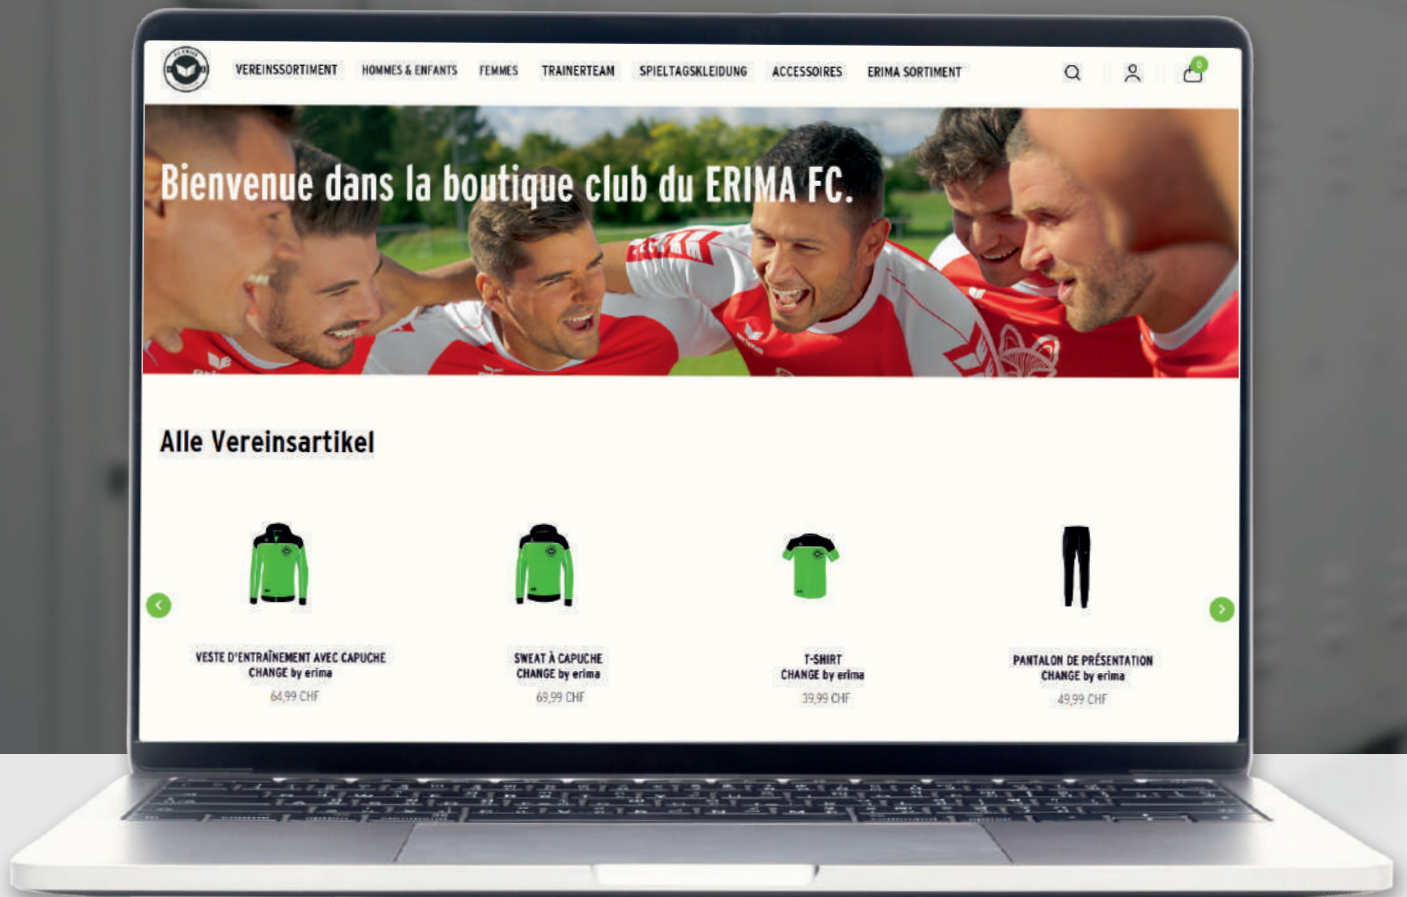 VEREINSSORTIMENT HOMMES & ENFANTS FEMMES TRAINERTEAM SPIELTAGSKLEIDUNG ACCESSOIRES ERIMA SORTIMENT
0
Bienvenue dans la boutique club du ERIMA FC.
Alle Vereinsartikel
VESTE D'ENTRAÎNEMENT AVEC CAPUCHE
CHANGE by erima
64,99 CHF
SWEAT À CAPUCHE
CHANGE by erima
69,99 CHF
T-SHIRT
CHANGE by erima
39,99 CHF
PANTALON DE PRÉSENTATION
CHANGE by erima
49,99 CHF